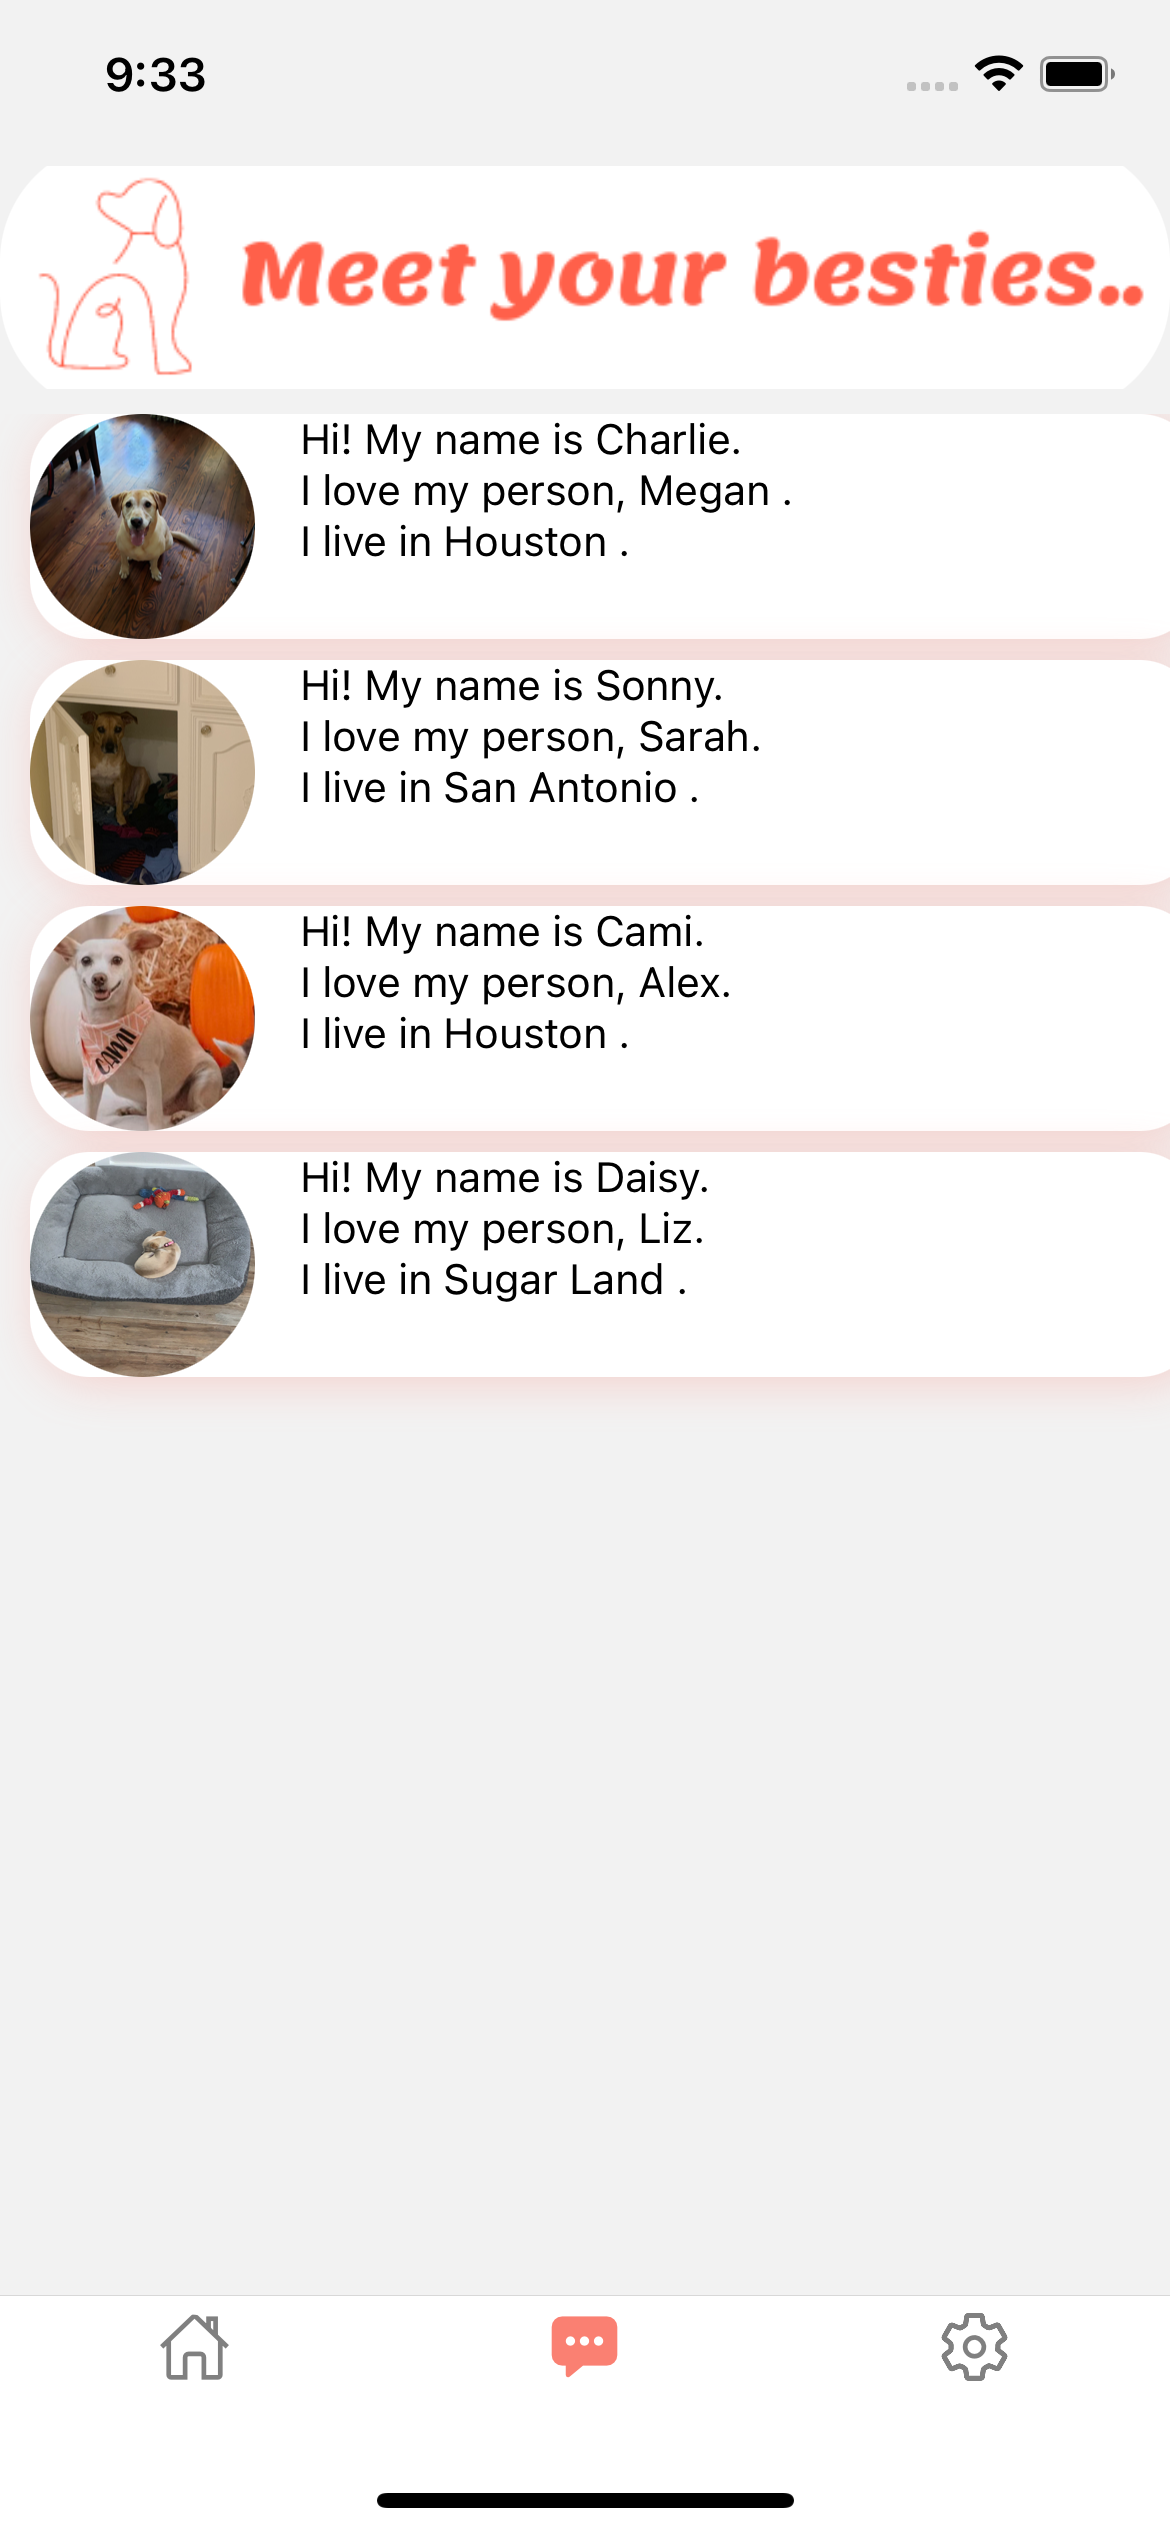 9:33
Meet your besties..
Hi! My name is Charlie.
I love my person, Megan .
I live in Houston .
Hi! My name is Sonny.
I love my person, Sarah.
I live in San Antonio .
Hi! My name is Cami.
I love my person, Alex.
I live in Houston .
CAMI
Hi! My name is Daisy.
I love my person, Liz.
I live in Sugar Land .